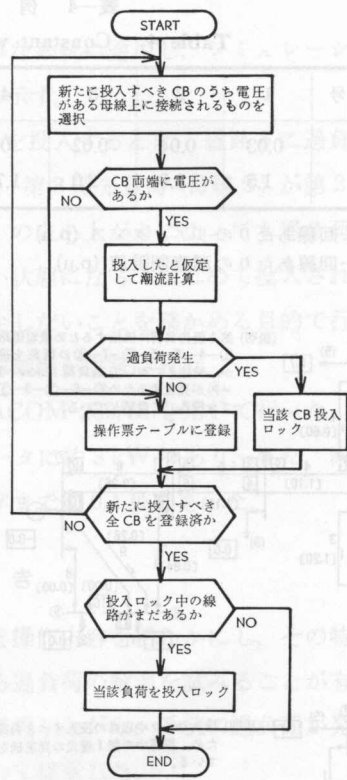 START
新たに投入すべき CB のうち電圧
がある母線上に接続されるものを
選択
CB 両端に電圧が
あるか
NO
YES
投入したと仮定
して潮流計算
過負荷発生
YES
NO
操作票テーブルに登録
当該 CB 投入
ロック
新たに投入すべき
全CBを登録済か
NO
YES
投入ロック中の線
路がまだあるか
NO
YES
当該負荷を投入ロック
END